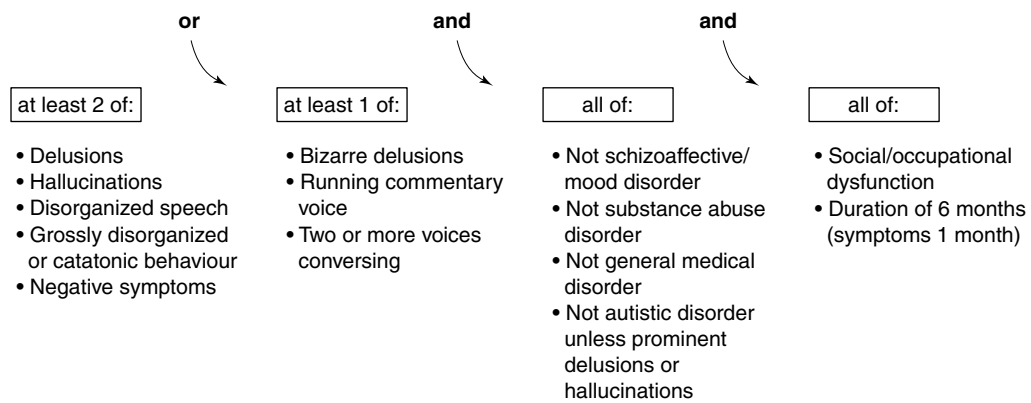 or
and
and
at least 2 of:
• Delusions
• Hallucinations
• Disorganized speech
• Grossly disorganized
or catatonic behaviour
• Negative symptoms
at least 1 of:
• Bizarre delusions
• Running commentary
voice
• Two or more voices
conversing
all of:
• Not schizoaffective/
mood disorder
• Not substance abuse
disorder
• Not general medical
disorder
• Not autistic disorder
unless prominent
delusions or
hallucinations
all of:
• Social/occupational
dysfunction
• Duration of 6 months
(symptoms 1 month)